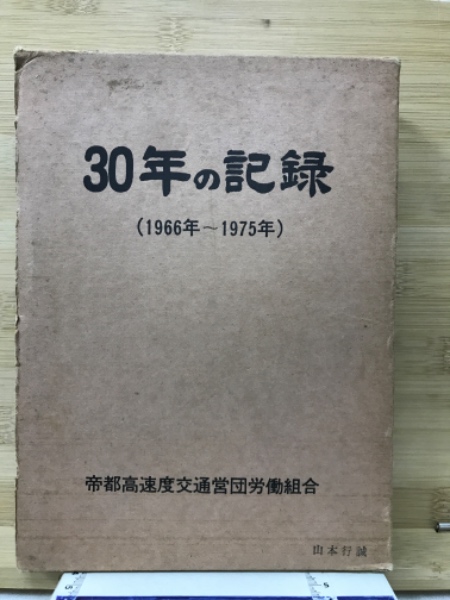 30年の記録
(1966年～1975年)
帝都高速度交通営団労働組合
山本行誠